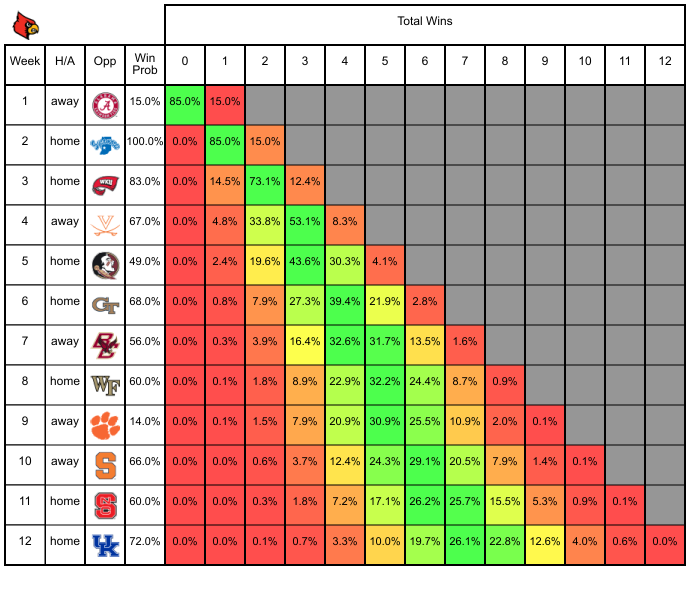 Total Wins
Week H/A Opp Win Prob 0 1 2 3 4 5 6 7 8 9 10 11 12
1 away A 15.0% 85.0% 15.0%
2 home 100.0% 0.0% 85.0% 15.0%
3 home WKU 83.0% 0.0% 14.5% 73.1% 12.4%
4 away V 67.0% 0.0% 4.8% 33.8% 53.1% 8.3%
5 home 49.0% 0.0% 2.4% 19.6% 43.6% 30.3% 4.1%
6 home GT 68.0% 0.0% 0.8% 7.9% 27.3% 39.4% 21.9% 2.8%
7 away BC 56.0% 0.0% 0.3% 3.9% 16.4% 32.6% 31.7% 13.5% 1.6%
8 home WF 60.0% 0.0% 0.1% 1.8% 8.9% 22.9% 32.2% 24.4% 8.7% 0.9%
9 away 14.0% 0.0% 0.1% 1.5% 7.9% 20.9% 30.9% 25.5% 10.9% 2.0% 0.1%
10 away S 66.0% 0.0% 0.0% 0.6% 3.7% 12.4% 24.3% 29.1% 20.5% 7.9% 1.4% 0.1%
11 home S 60.0% 0.0% 0.0% 0.3% 1.8% 7.2% 17.1% 26.2% 25.7% 15.5% 5.3% 0.9% 0.1%
12 home UK 72.0% 0.0% 0.0% 0.1% 0.7% 3.3% 10.0% 19.7% 26.1% 22.8% 12.6% 4.0% 0.6% 0.0%